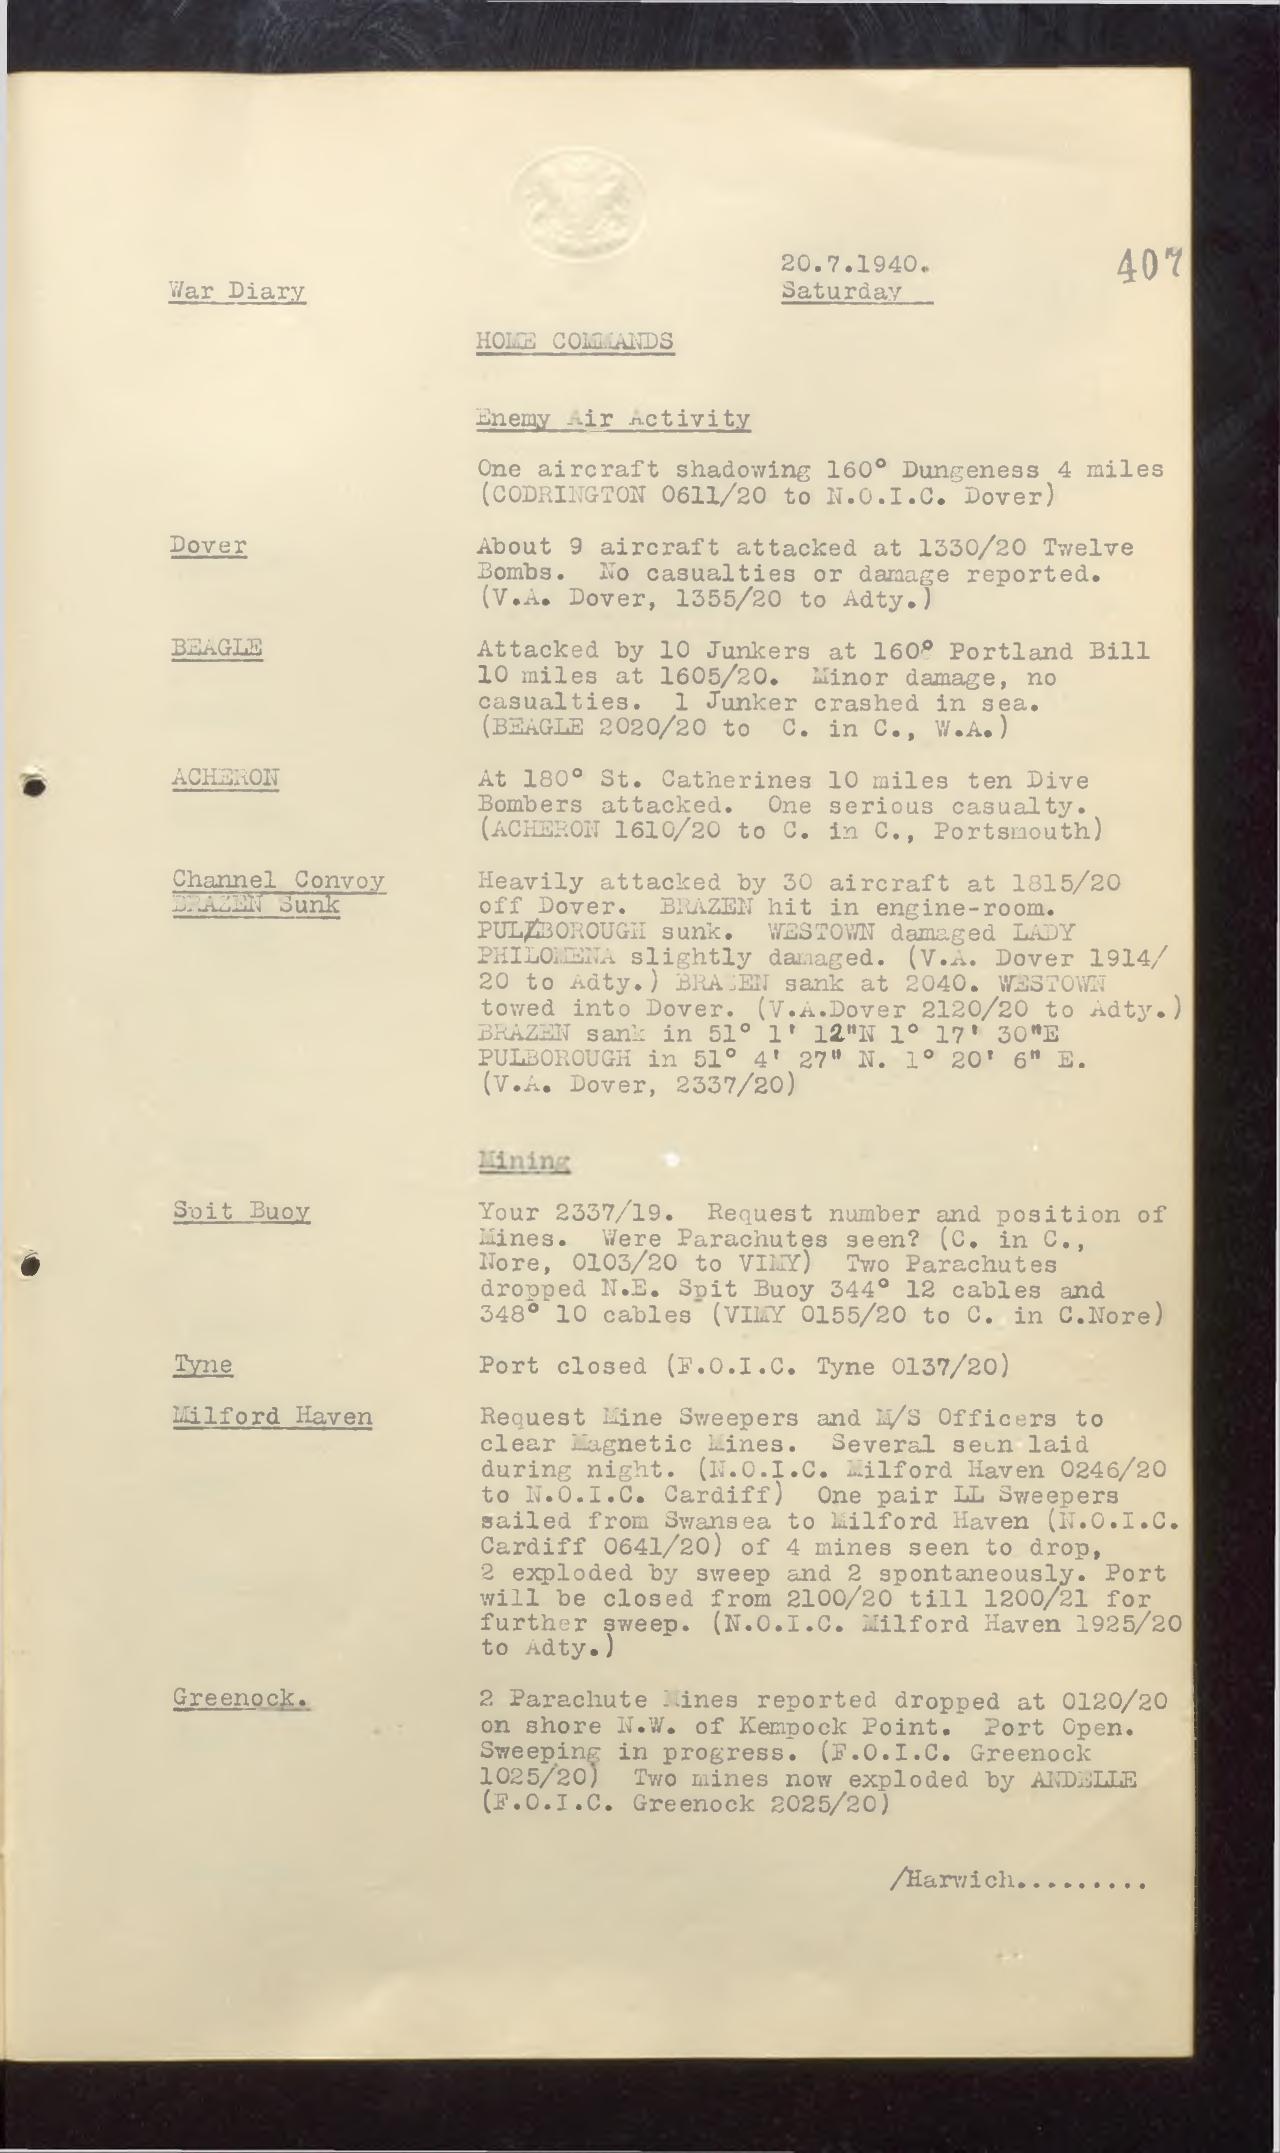 20.7.1940.
407
War Diary
Saturday
HOME COMMANDS
Enemy Air Activity
One aircraft shadowing 160° Dungeness 4 miles
(CODRINGTON 0611/20 to N.O.I.C. Dover)
Dover
About 9 aircraft attacked at 1330/20 Twelve
Bombs. No casualties or damage reported.
(V.A. Dover, 1355/20 to Adty.)
BEAGLE
Attacked by 10 Junkers at 160° Portland Bill
10 miles at 1605/20. Minor damage, no
casualties. 1 Junker crashed in sea.
(BEAGLE 2020/20 to C. in C., W.A.)
ACHERON
At 180° St. Catherines 10 miles ten Dive
Bombers attacked. One serious casualty.
(ACHERON 1610/20 to C. in C., Portsmouth)
Channel Convoy
BRAZEN Sunk
Heavily attacked by 30 aircraft at 1815/20
off Dover. BRAZEN hit in engine-room.
PULBOROUGH sunk. WESTOWN damaged LADY
PHILOMENA slightly damaged. (V.A. Dover 1914/
20 to Adty.) BRAZEN sank at 2040. WESTOWN
towed into Dover. (V.A.Dover 2120/20 to Adty.)
BRAZEN sank in 51° 1' 12"N 1° 17' 30"E
PULBOROUGH in 51° 4' 27" N. 1° 20' 6" E.
(V.A. Dover, 2337/20)
Mining
Spit Buoy
Your 2337/19. Request number and position of
Mines. Were Parachutes seen? (C. in C.,
Nore, 0103/20 to VIMY) Two Parachutes
dropped N.E. Spit Buoy 344° 12 cables and
348° 10 cables (VIMY 0155/20 to C. in C.Nore)
Tyne
Port closed (F.O.I.C. Tyne 0137/20)
Milford Haven
Request Mine Sweepers and M/S Officers to
clear Magnetic Mines. Several seen laid
during night. (N.O.I.C. Milford Haven 0246/20
to N.O.I.C. Cardiff) One pair LL Sweepers
sailed from Swansea to Milford Haven (N.O.I.C.
Cardiff 0641/20) of 4 mines seen to drop,
2 exploded by sweep and 2 spontaneously. Port
will be closed from 2100/20 till 1200/21 for
further sweep. (N.O.I.C. Milford Haven 1925/20
to Adty.)
Greenock.
2 Parachute Mines reported dropped at 0120/20
on shore N.W. of Kempock Point. Port Open.
Sweeping in progress. (F.O.I.C. Greenock
1025/20) Two mines now exploded by ANDELLE
(F.O.I.C. Greenock 2025/20)
/Harwich.........